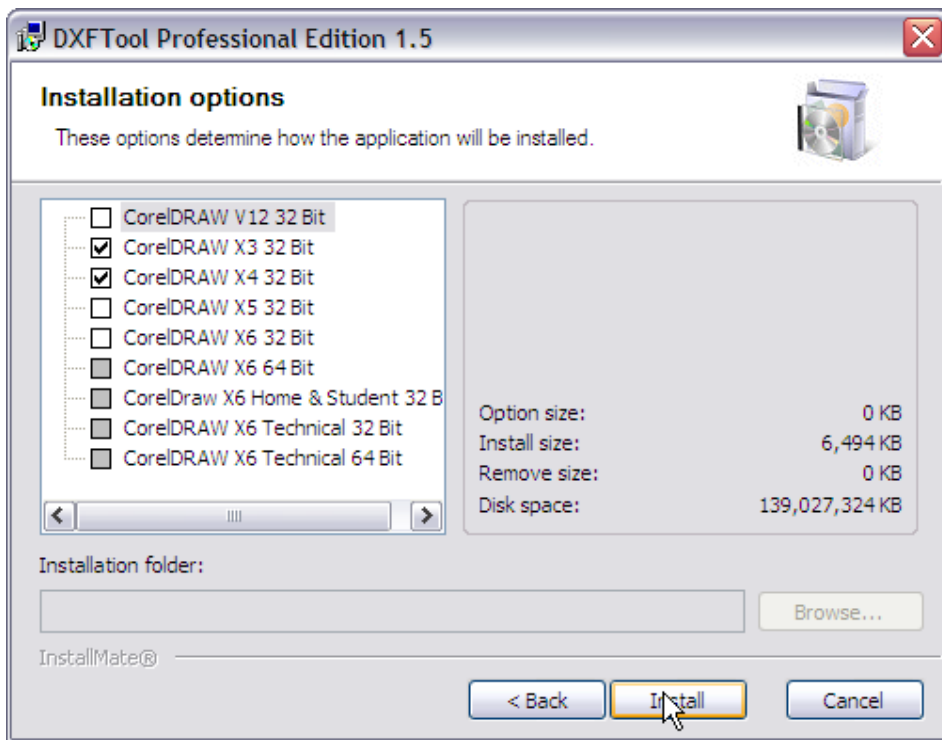 DXFTool Professional Edition 1.5
Installation options
These options determine how the application will be installed.
CorelDRAW V12 32 Bit
CorelDRAW X3 32 Bit
CorelDRAW X4 32 Bit
CorelDRAW X5 32 Bit
CorelDRAW X6 32 Bit
CorelDRAW X6 64 Bit
CorelDraw X6 Home & Student 32 B
CorelDRAW X6 Technical 32 Bit
CorelDRAW X6 Technical 64 Bit
Option size: 0 KB
Install size: 6,494 KB
Remove size: 0 KB
Disk space: 139,027,324 KB
Installation folder:
Browse...
InstallMate®
< Back Install Cancel